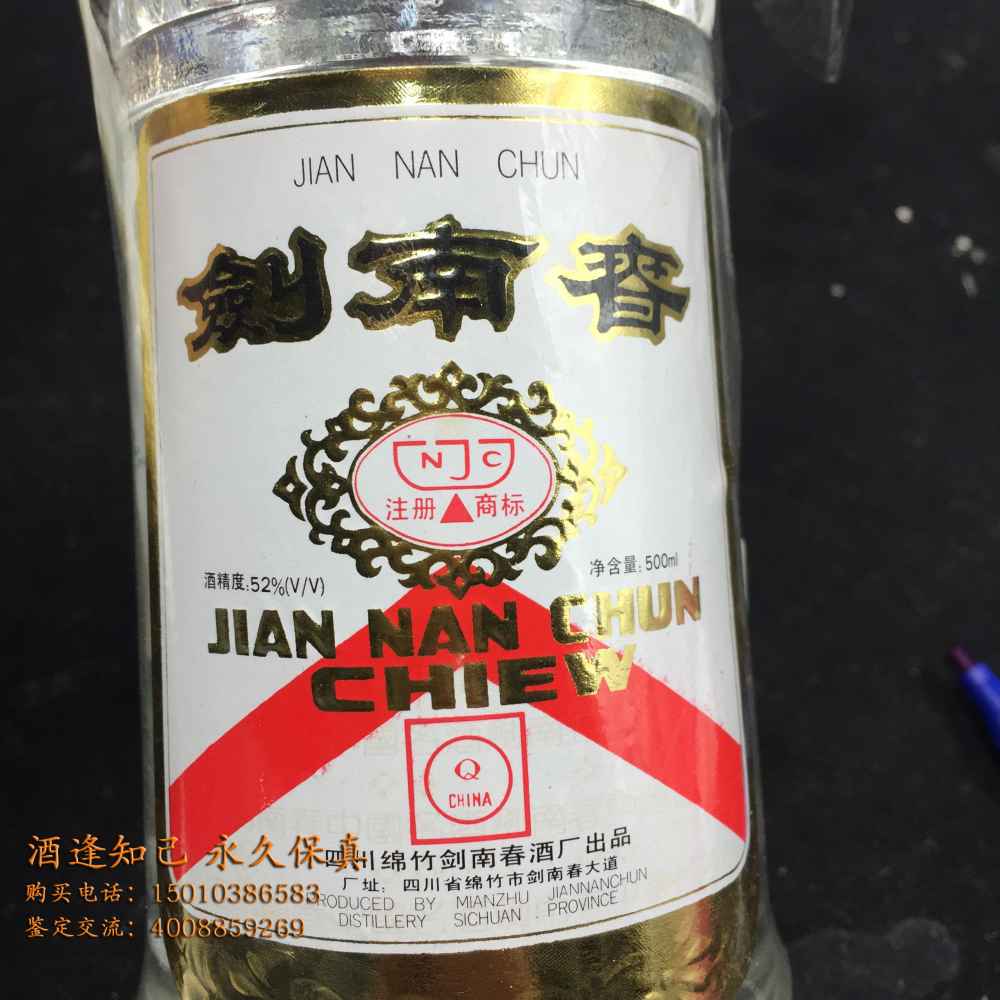 JIAN NAN CHUN
劍南春
NJC
注册 商标
酒精度:52%(V/V)
净含量:500ml
JIAN NAN CHUN
CHIEW
Q
CHINA
四川绵竹剑南春酒厂出品
厂址:四川省绵竹市剑南春大道
PRODUCED BY MIANZHU JIANNANCHUN
DISTILLERY SICHUAN PROVINCE
酒逢知己 永久保真
购买电话:15010386583
鉴定交流:4008859269